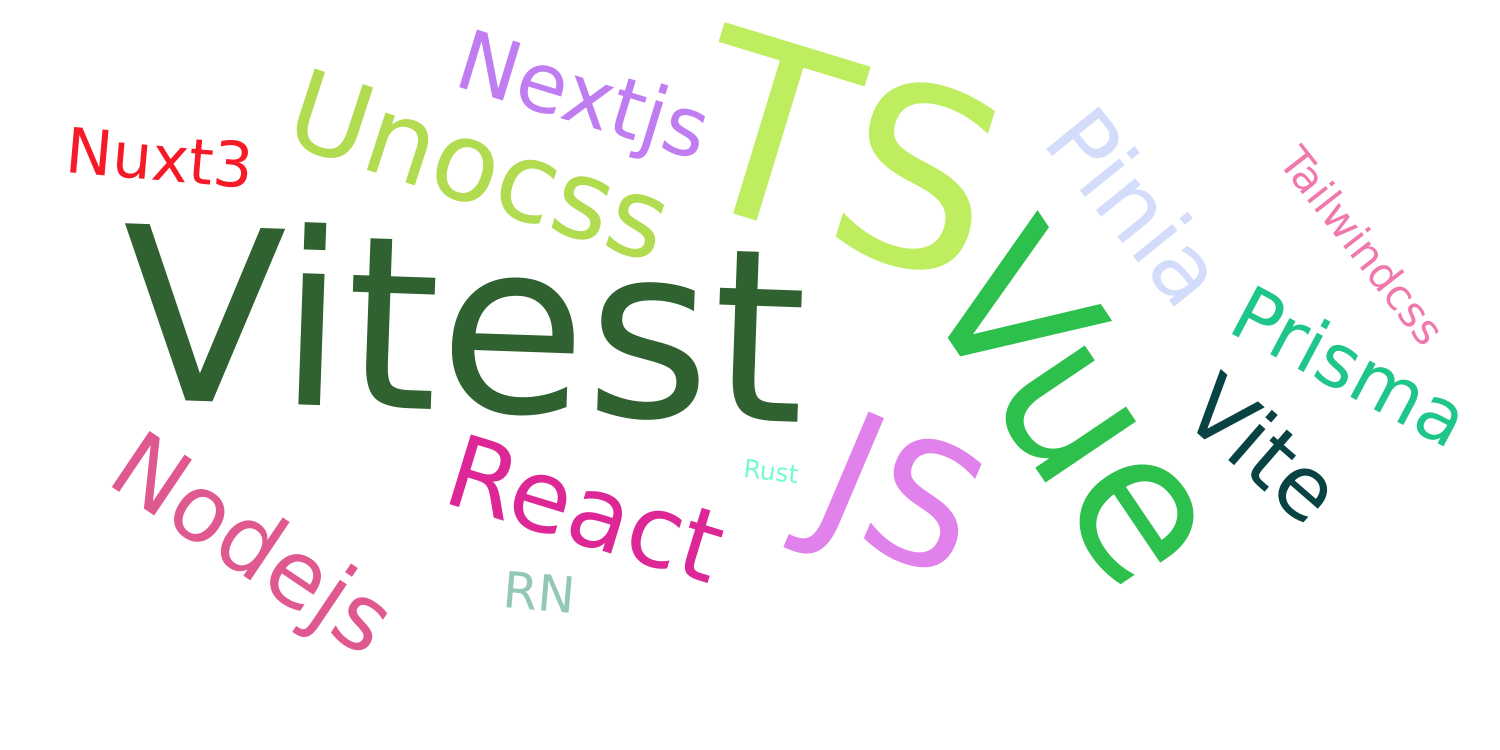 Nextjs
TS
Unocss
Nuxt3
Pinia
Tailwindcss
Vitest
Vue
Prisma
Vite
Nodejs
React
Rust
JS
RN